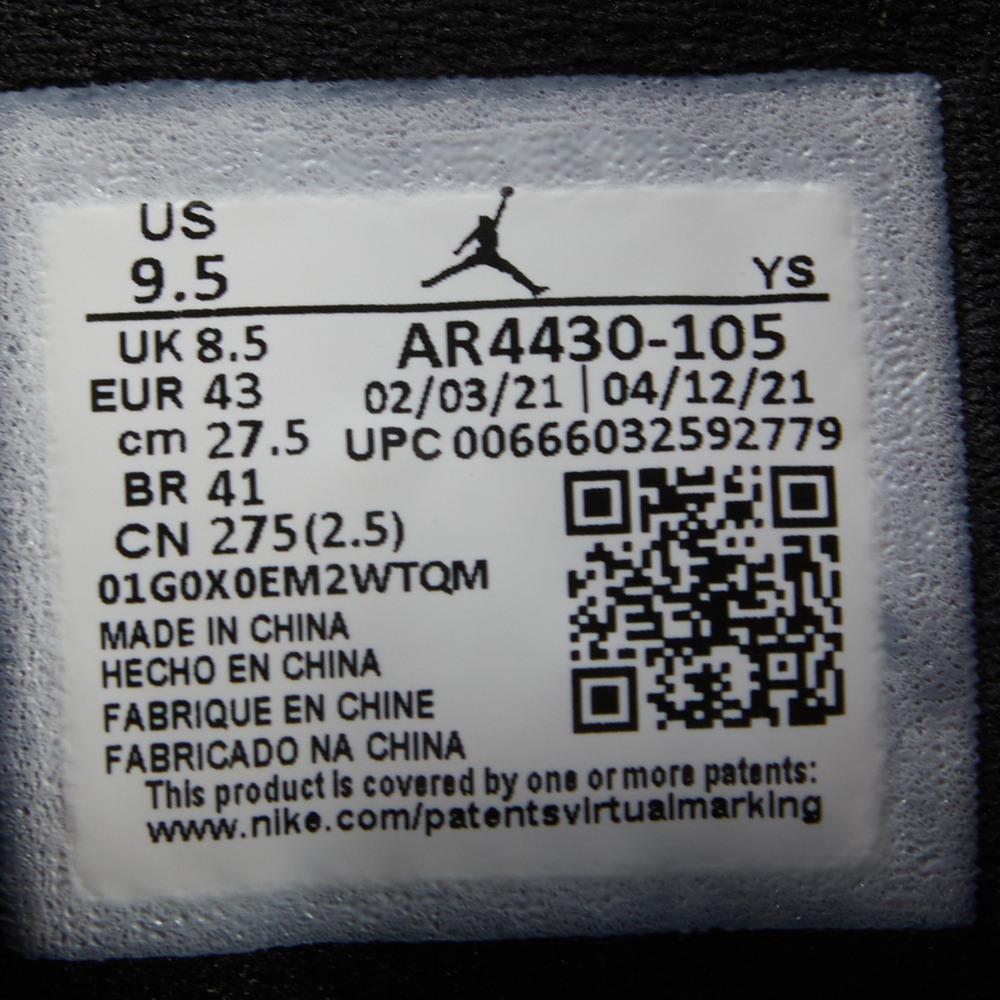 US
9.5
YS
UK 8.5
AR4430-105
EUR 43
02/03/21 | 04/12/21
cm 27.5
UPC 00666032592779
BR 41
CN 275(2.5)
01G0X0EM2WTQM
MADE IN CHINA
HECHO EN CHINA
FABRIQUE EN CHINE
FABRICADO NA CHINA
This product is covered by one or more patents:
www.nike.com/patentsvirtualmarking